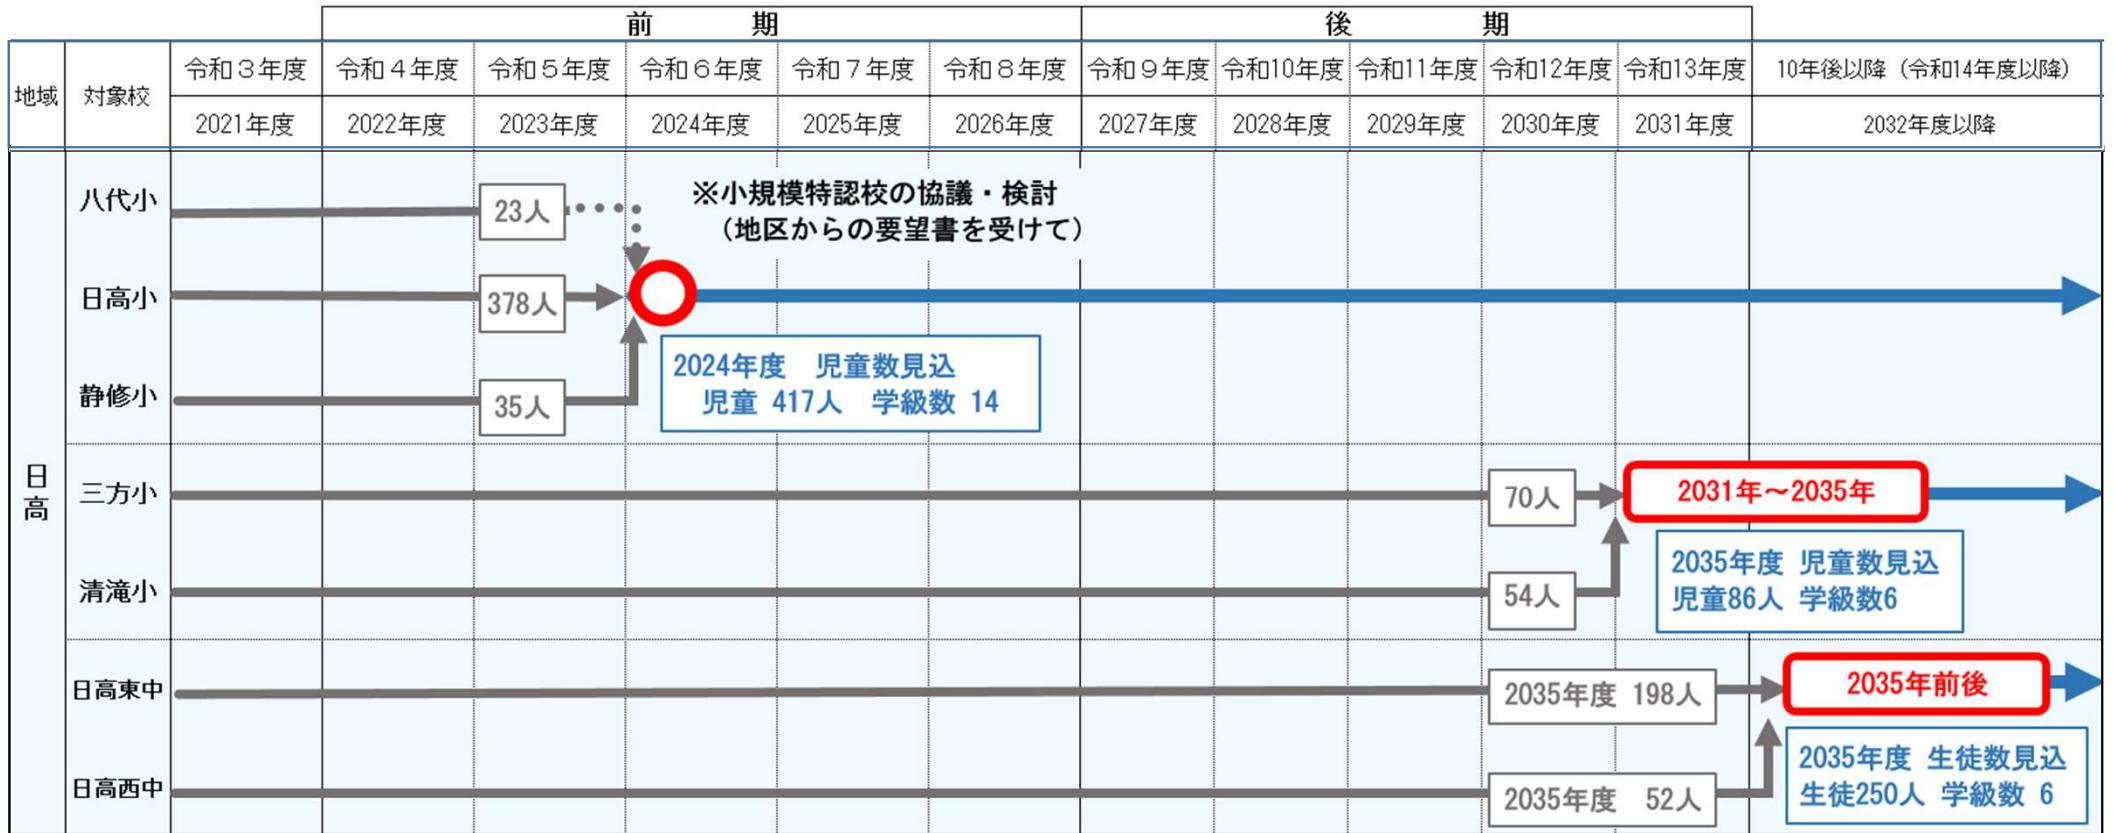 前　期
後　期
地域
対象校
令和３年度
令和４年度
令和５年度
令和６年度
令和７年度
令和８年度
令和９年度
令和10年度
令和11年度
令和12年度
令和13年度
10年後以降（令和14年度以降）
2021年度
2022年度
2023年度
2024年度
2025年度
2026年度
2027年度
2028年度
2029年度
2030年度
2031年度
2032年度以降
日高
八代小
23人
※小規模特認校の協議・検討
（地区からの要望書を受けて）
日高小
378人
2024年度　児童数見込
児童 417人　学級数 14
静修小
35人
三方小
70人
2031年～2035年
2035年度 児童数見込
児童86人 学級数6
清滝小
54人
日高東中
2035年度 198人
2035年前後
2035年度 生徒数見込
生徒250人 学級数 6
日高西中
2035年度　52人